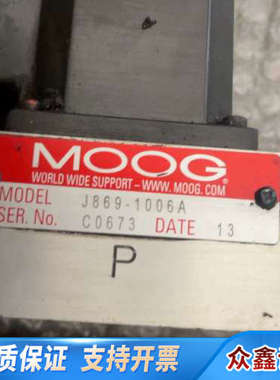 MOOG®
WORLD WIDE SUPPORT - WWW.MOOG.COM
MODEL J869-1006A
SER. No. C0673 DATE 13
P
质保证 支持开票 众鑫